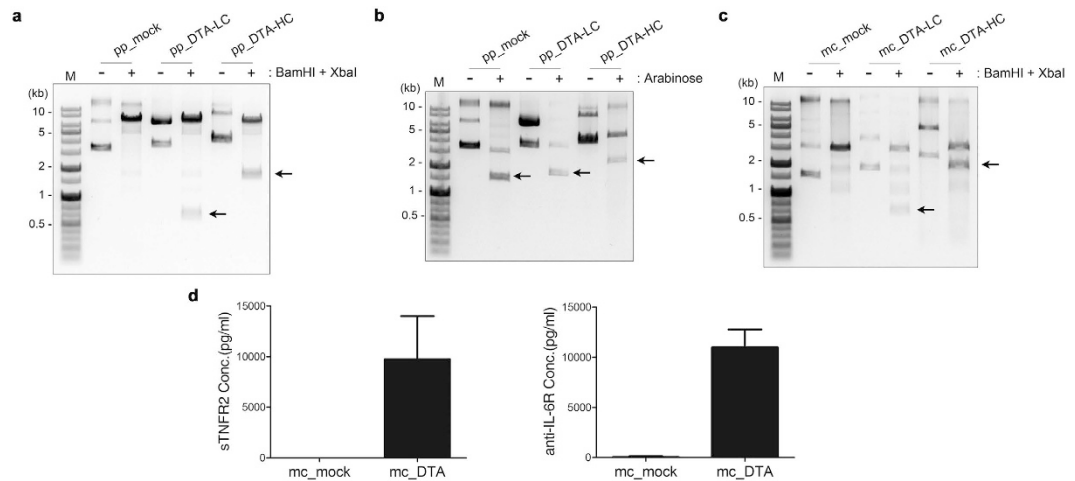 a
pp_mock pp_DTA-LC pp_DTA-HC
M - + - + - + : BamHI + XbaI
(kb)
10 -
5 -
2 -
1 -
0.5 -
b
pp_mock pp_DTA-LC pp_DTA-HC
M - + - + - + : Arabinose
(kb)
10 -
5 -
2 -
1 -
0.5 -
c
mc_mock mc_DTA-LC mc_DTA-HC
M - + - + - + : BamHI + XbaI
(kb)
10 -
5 -
2 -
1 -
0.5 -
d
sTNFR2 Conc.(pg/ml)
15000
10000
5000
0
mc_mock mc_DTA
anti-IL-6R Conc.(pg/ml)
15000
10000
5000
0
mc_mock mc_DTA